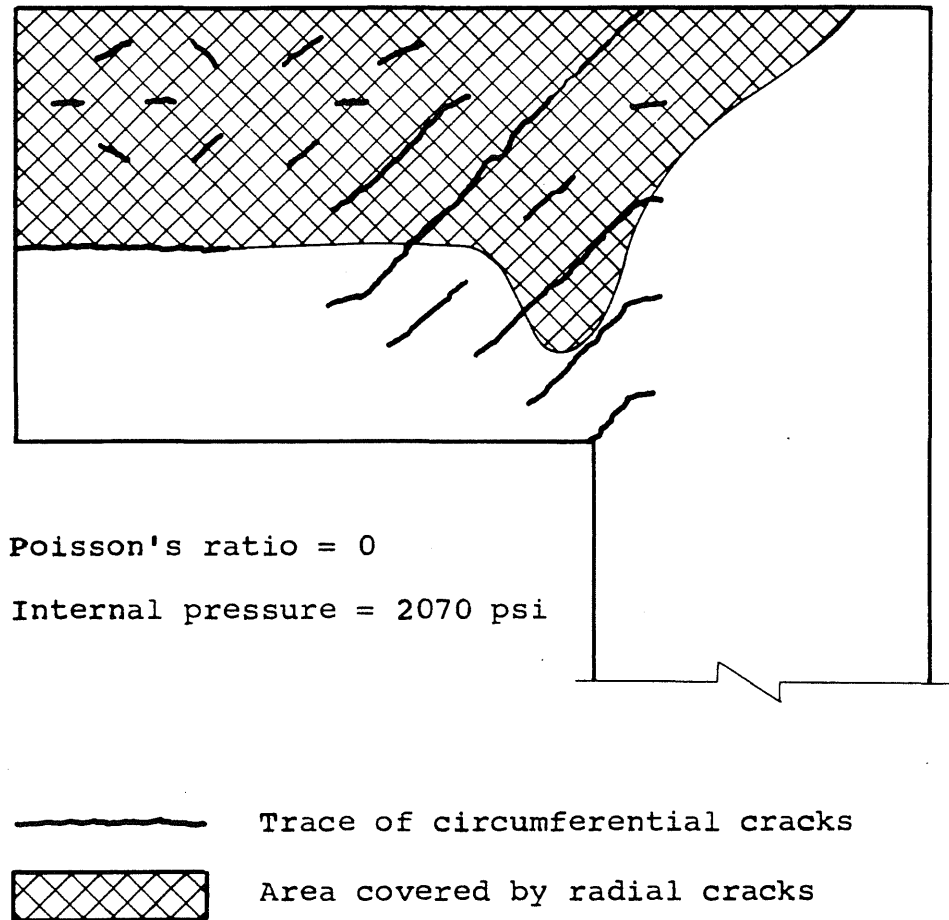 Poisson's ratio = 0
Internal pressure = 2070 psi
Trace of circumferential cracks
Area covered by radial cracks